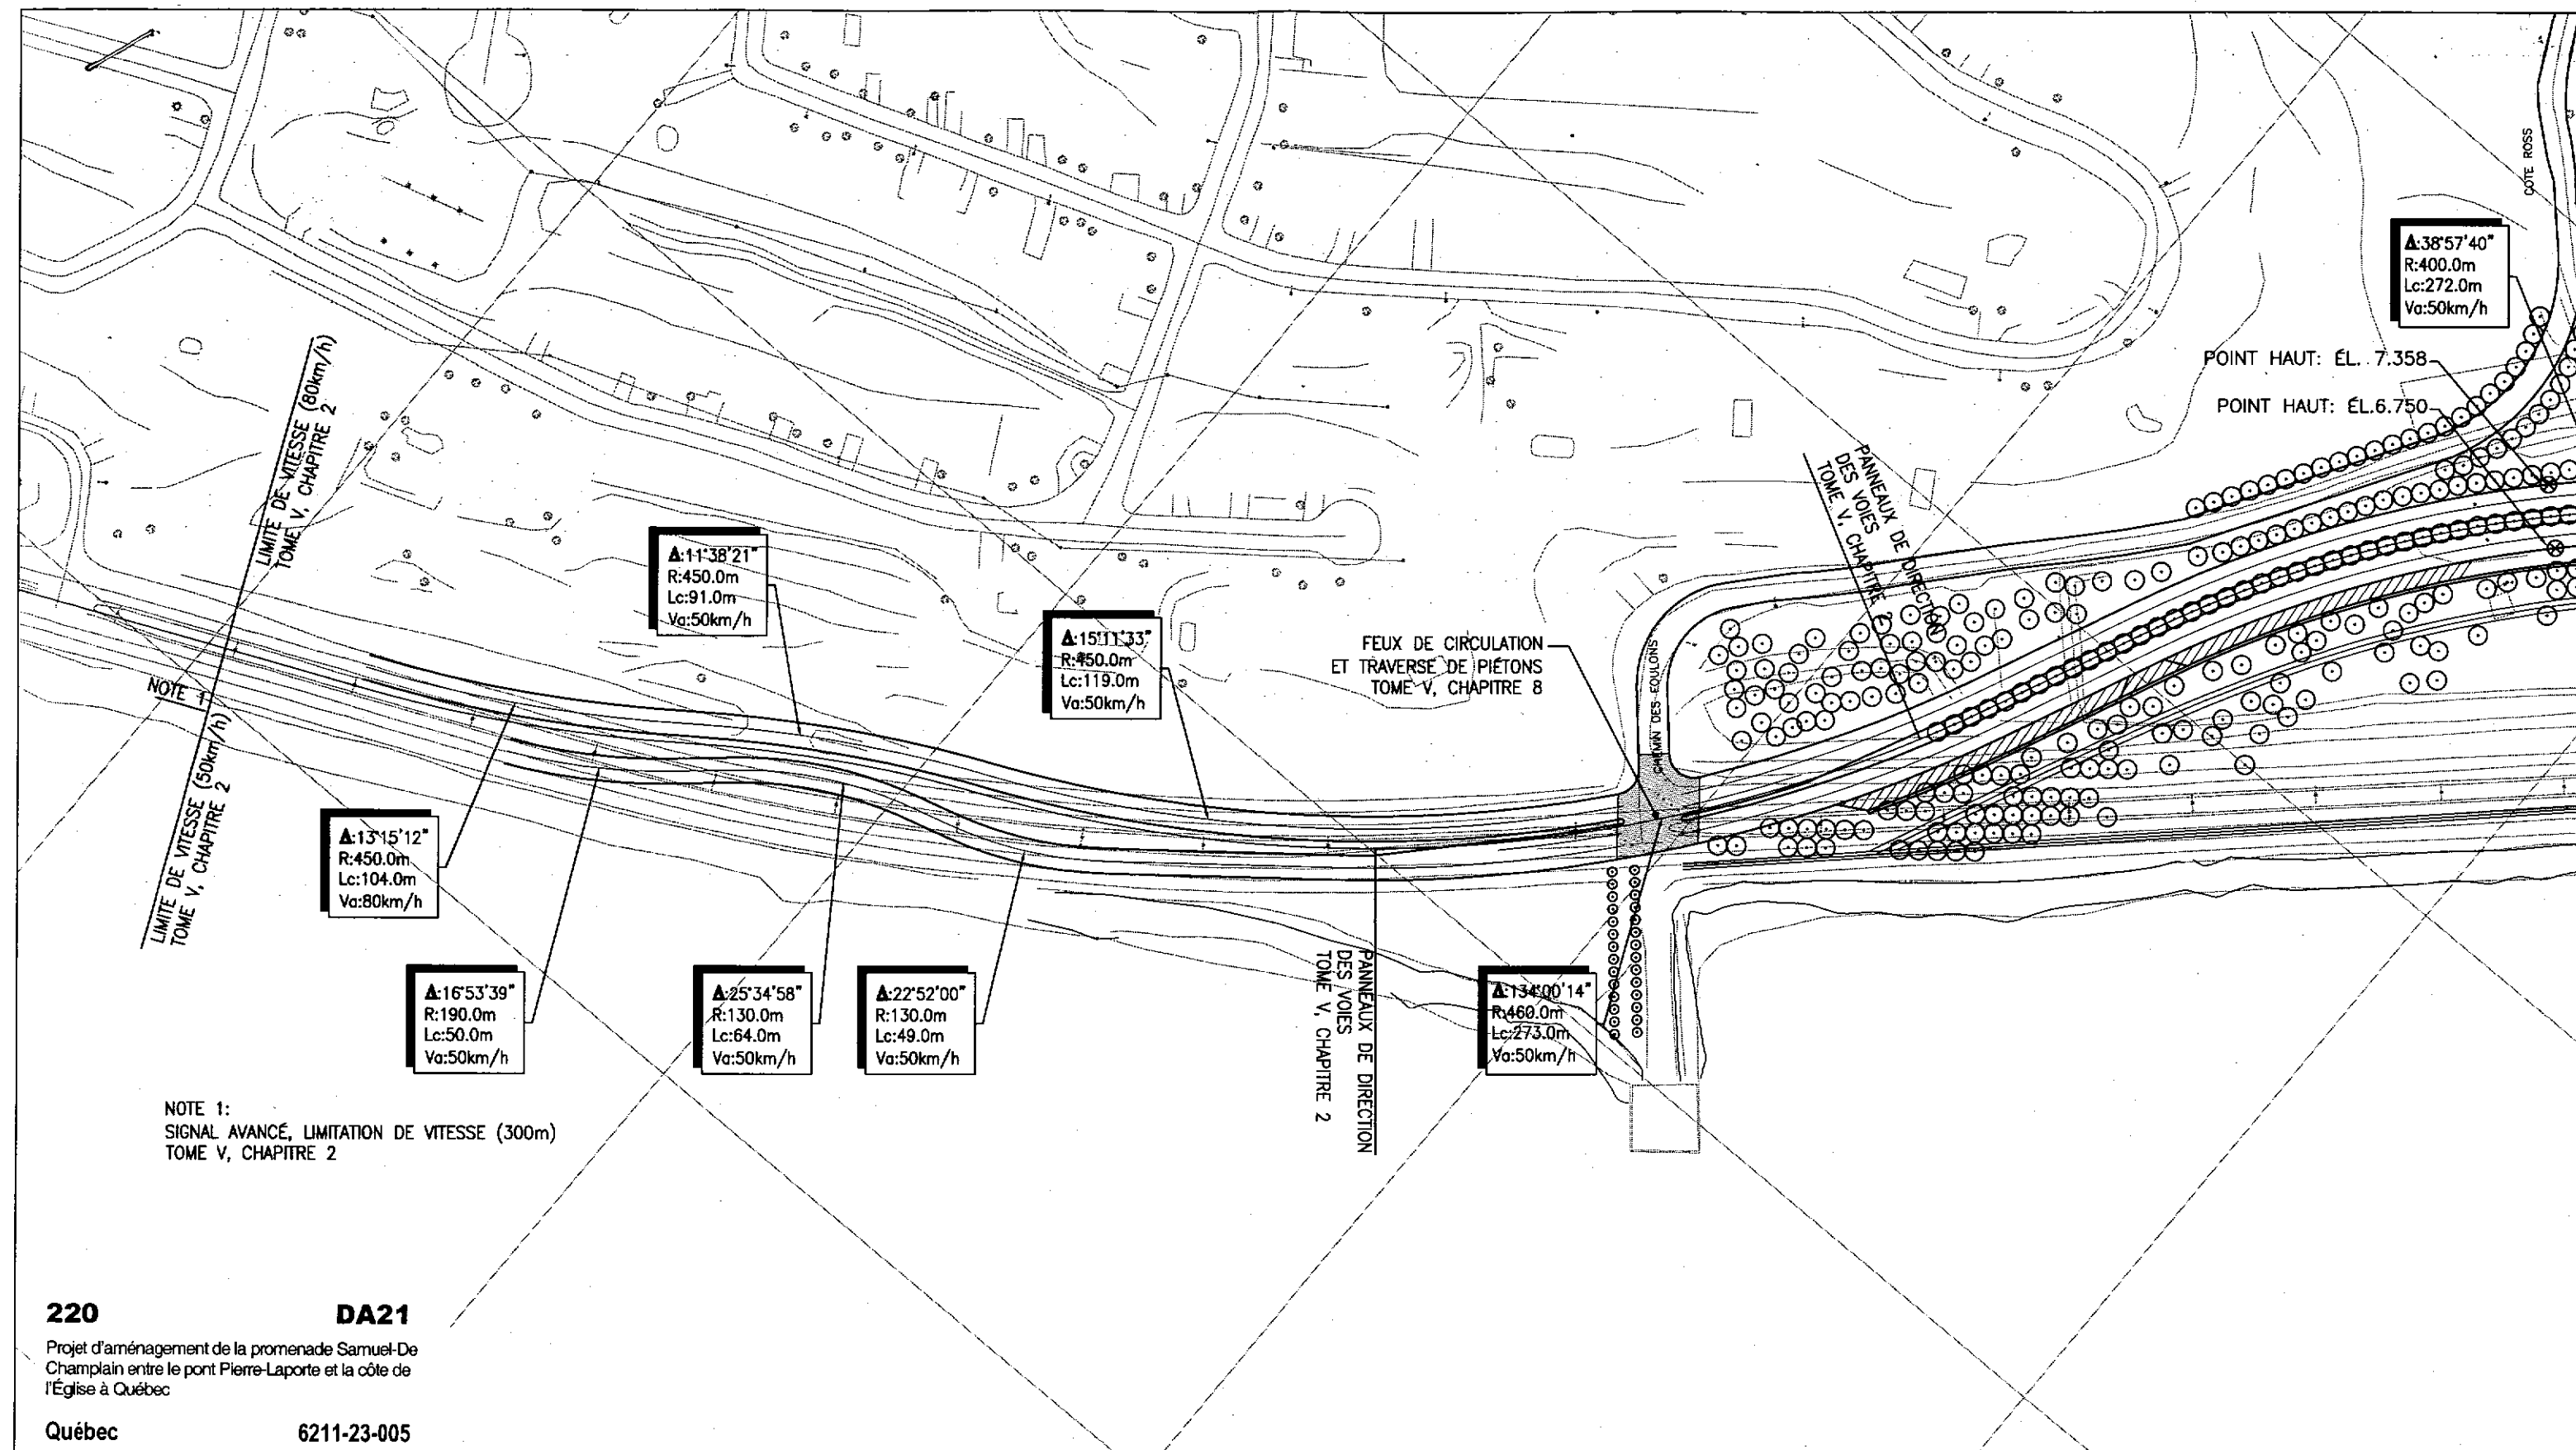 COTE ROSS
Δ:38°57'40"
R:400.0m
Lc:272.0m
Va:50km/h
POINT HAUT: ÉL. 7.358
POINT HAUT: ÉL.6.750
LIMITE DE VITESSE (80km/h)
TOME V, CHAPITRE 2
PANNEAUX DE DIRECTION
DES VOIES
TOME V, CHAPITRE 2
Δ:11°38'21"
R:450.0m
Lc:91.0m
Va:50km/h
Δ:15°11'33"
R:450.0m
Lc:119.0m
Va:50km/h
FEUX DE CIRCULATION
ET TRAVERSE DE PIÉTONS
TOME V, CHAPITRE 8
CHEMIN DES FOULONS
NOTE 1
LIMITE DE VITESSE (50km/h)
TOME V, CHAPITRE 2
Δ:13°15'12"
R:450.0m
Lc:104.0m
Va:80km/h
Δ:16°53'39"
R:190.0m
Lc:50.0m
Va:50km/h
Δ:25°34'58"
R:130.0m
Lc:64.0m
Va:50km/h
Δ:22°52'00"
R:130.0m
Lc:49.0m
Va:50km/h
PANNEAUX DE DIRECTION
DES VOIES
TOME V, CHAPITRE 2
Δ:134°00'14"
R:460.0m
Lc:273.0m
Va:50km/h
NOTE 1:
SIGNAL AVANCÉ, LIMITATION DE VITESSE (300m)
TOME V, CHAPITRE 2
220 DA21
Projet d'aménagement de la promenade Samuel-De
Champlain entre le pont Pierre-Laporte et la côte de
l'Église à Québec
Québec 6211-23-005